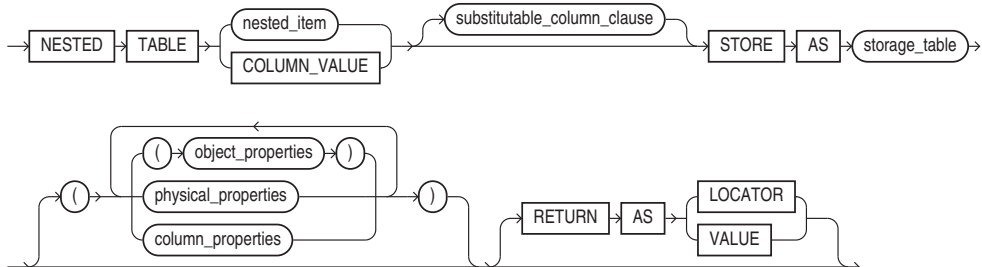 nested_item
substitutable_column_clause
NESTED TABLE STORE AS storage_table
COLUMN_VALUE
( object_properties )
( physical_properties )
column_properties
LOCATOR
RETURN AS
VALUE